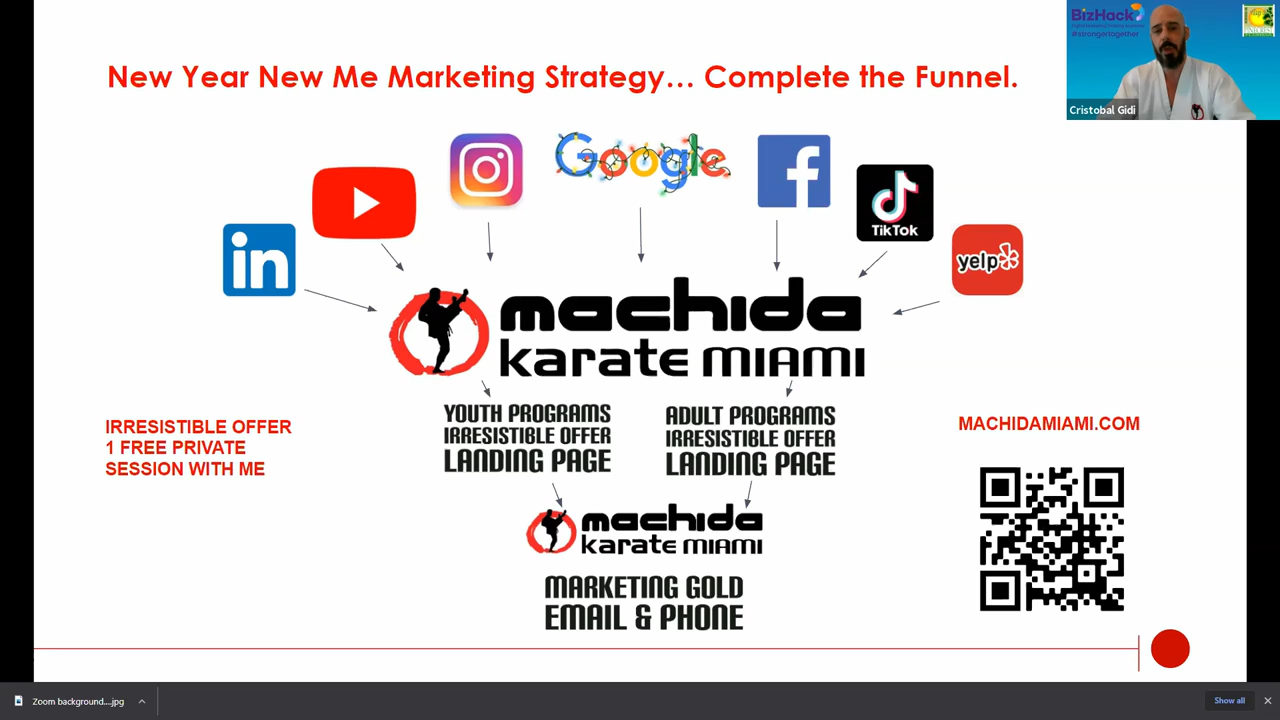 New Year New Me Marketing Strategy... Complete the Funnel.
BizHack
#strongertogether
Cristobal Gidi
Google
in
f
TikTok
yelp
machida
karate MIAMI
YOUTH PROGRAMS
IRRESISTIBLE OFFER
LANDING PAGE
ADULT PROGRAMS
IRRESISTIBLE OFFER
LANDING PAGE
IRRESISTIBLE OFFER
1 FREE PRIVATE
SESSION WITH ME
MACHIDAMIAMI.COM
machida
karate MIAMI
MARKETING GOLD
EMAIL & PHONE
Zoom background....jpg
Show all